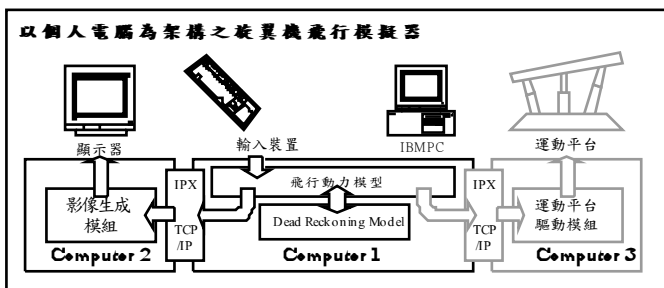 以個人電腦為架構之旋翼機飛行模擬器
顯示器
輸入裝置
IBMPC
運動平台
IPX
飛行動力模型
IPX
影像生成
模組
運動平台
驅動模組
TCP
/IP
Dead Reckoning Model
TCP
/IP
Computer 2
Computer 1
Computer 3